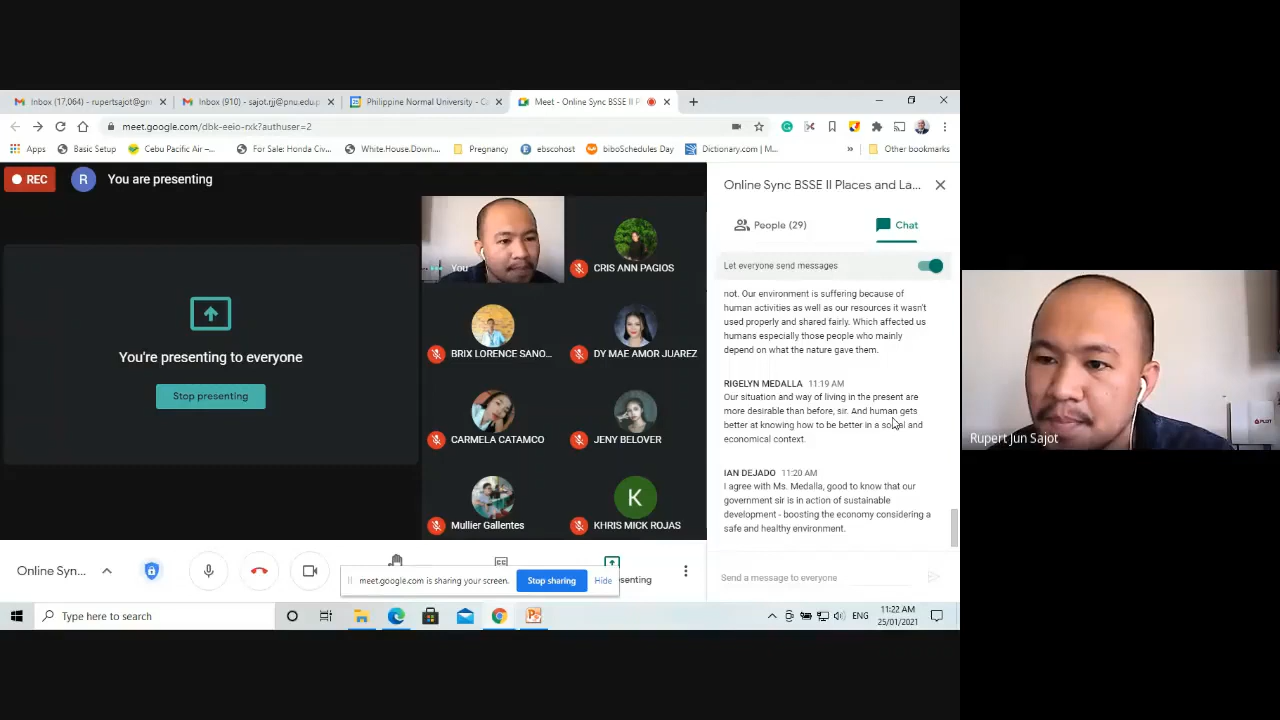 Inbox (17,064) - rupertsajot@gm
Inbox (910) - sajot.rjj@pnu.edu.p
Philippine Normal University - C
Meet - Online Sync BSSE II P
meet.google.com/dbk-eeio-rxk?authuser=2
Apps
Basic Setup
Cebu Pacific Air –...
For Sale: Honda Civ...
White.House.Down....
Pregnancy
ebscohost
biboSchedules Day
Dictionary.com | M...
Other bookmarks
REC
R
You are presenting
You're presenting to everyone
Stop presenting
You
CRIS ANN PAGIOS
BRIX LORENCE SANO...
DY MAE AMOR JUAREZ
CARMELA CATAMCO
JENY BELOVER
Mullier Gallentes
K
KHRIS MICK ROJAS
Online Sync BSSE II Places and La...
People (29)
Chat
Let everyone send messages
not. Our environment is suffering because of
human activities as well as our resources it wasn't
used properly and shared fairly. Which affected us
humans especially those people who mainly
depend on what the nature gave them.
RIGELYN MEDALLA 11:19 AM
Our situation and way of living in the present are
more desirable than before, sir. And human gets
better at knowing how to be better in a social and
economical context.
IAN DEJADO 11:20 AM
I agree with Ms. Medalla, good to know that our
government sir is in action of sustainable
development - boosting the economy considering a
safe and healthy environment.
Send a message to everyone
Online Syn...
meet.google.com is sharing your screen.
Stop sharing
Hide
enting
Type here to search
ENG
11:22 AM
25/01/2021
Rupert Jun Sajot